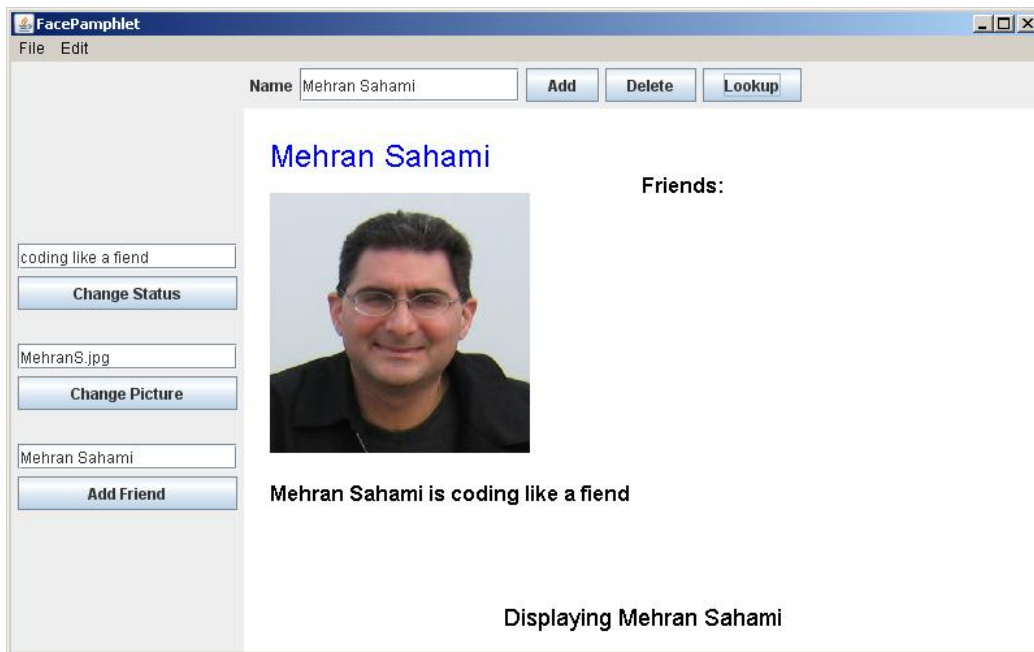 FacePamphlet
File Edit
Name Mehran Sahami Add Delete Lookup
Mehran Sahami
Friends:
coding like a fiend
Change Status
MehranS.jpg
Change Picture
Mehran Sahami
Add Friend
Mehran Sahami is coding like a fiend
Displaying Mehran Sahami